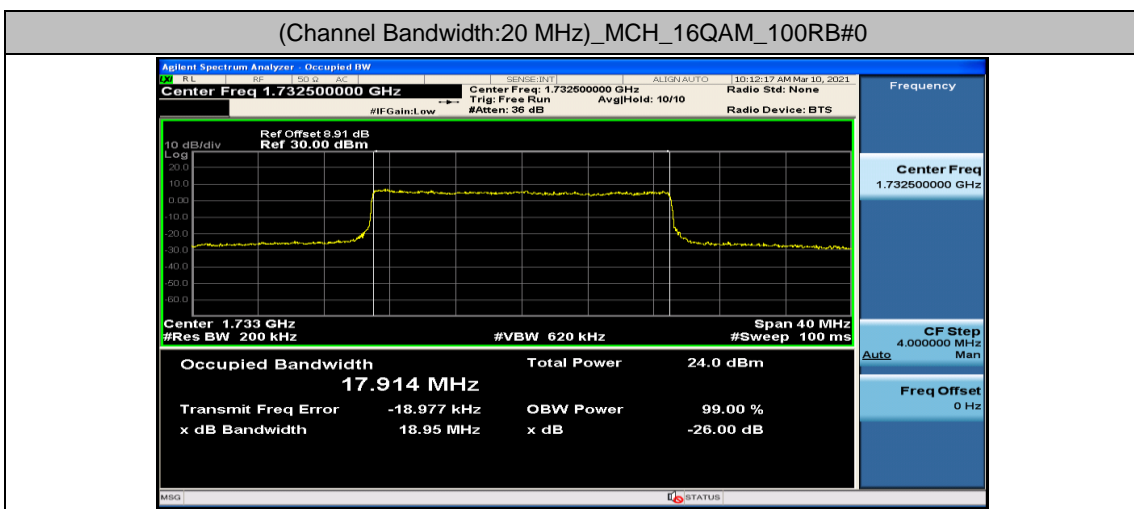 (Channel Bandwidth:20 MHz)_MCH_16QAM_100RB#0
Agilent Spectrum Analyzer - Occupied BW
RL RF 50 Ω AC SENSE:INT ALIGNAUTO 10:12:17 AM Mar 10, 2021
Center Freq 1.732500000 GHz
Center Freq: 1.732500000 GHz
Radio Std: None
Trig: Free Run Avg|Hold: 10/10
#IFGain:Low
#Atten: 36 dB
Radio Device: BTS
Ref Offset 8.91 dB
10 dB/div Ref 30.00 dBm
Log
20.0
10.0
0.00
-10.0
-20.0
-30.0
-40.0
-50.0
-60.0
Center 1.733 GHz Span 40 MHz
#Res BW 200 kHz #VBW 620 kHz #Sweep 100 ms
Occupied Bandwidth Total Power 24.0 dBm
17.914 MHz
Transmit Freq Error -18.977 kHz OBW Power 99.00 %
x dB Bandwidth 18.95 MHz x dB -26.00 dB
Frequency
Center Freq
1.732500000 GHz
CF Step
4.000000 MHz
Auto Man
Freq Offset
0 Hz
MSG STATUS